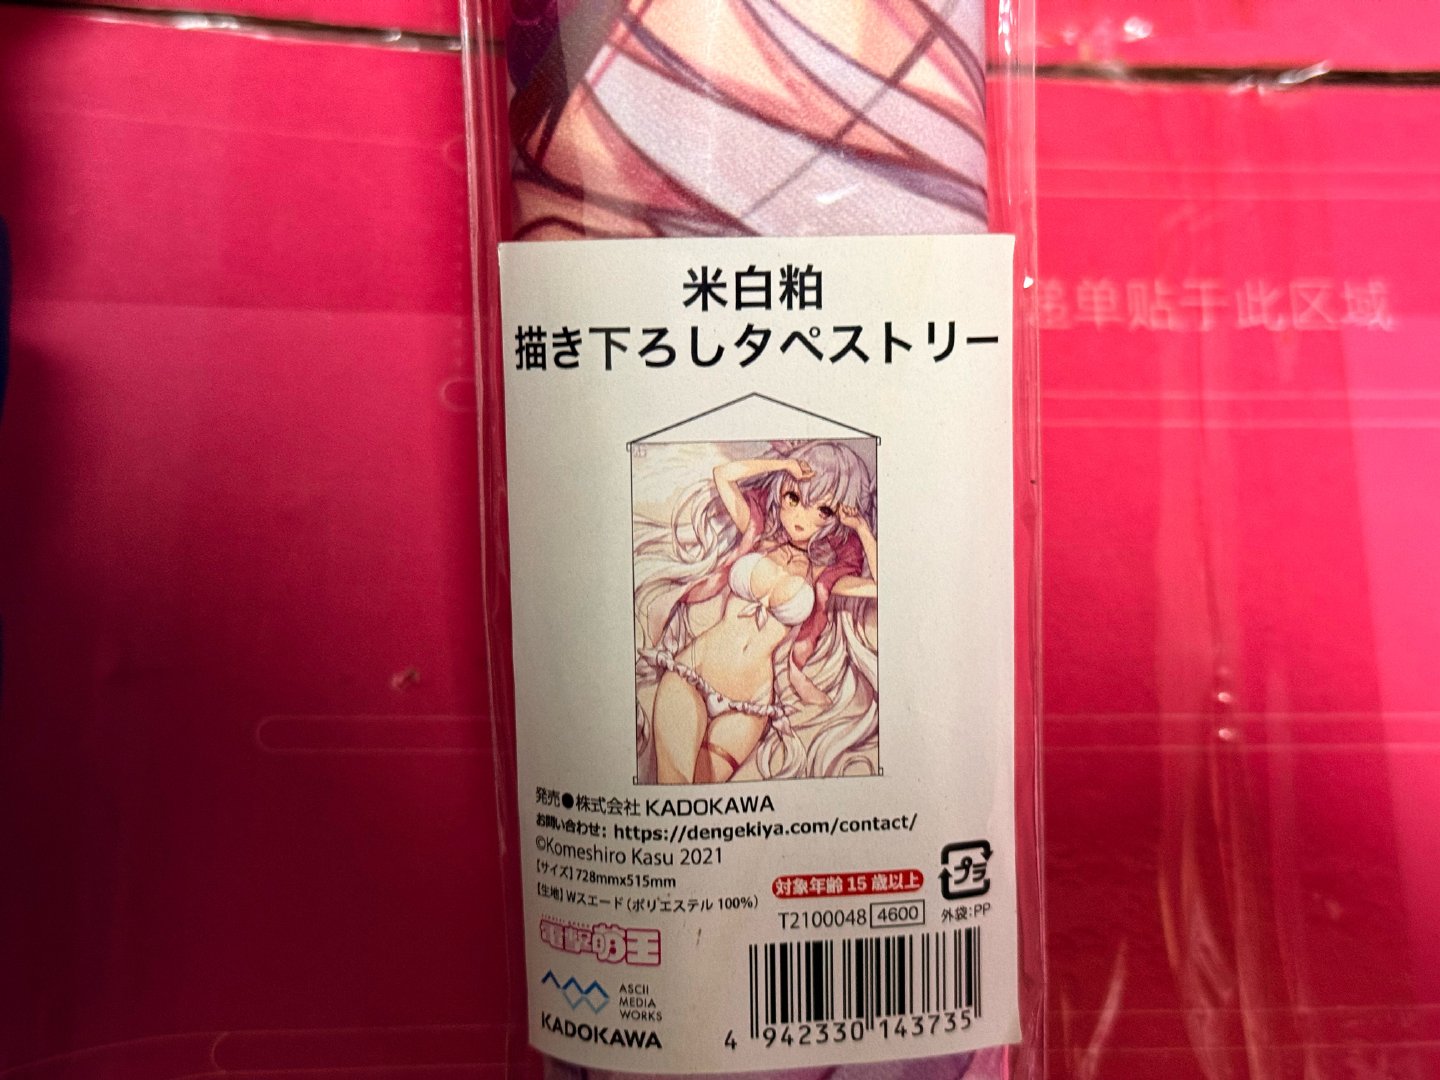 米白粕
描き下ろしタペストリー
递单贴于此区域
発売●株式会社 KADOKAWA
お問い合わせ：https://dengekiya.com/contact/
©Komeshiro Kasu 2021
【サイズ】728mmx515mm
【生地】Wスエード（ポリエステル 100%）
対象年齢 15 歳以上
T2100048 4600
プラ
外袋：PP
電撃萌王
ASCII
MEDIA
WORKS
KADOKAWA
4 942330 143735